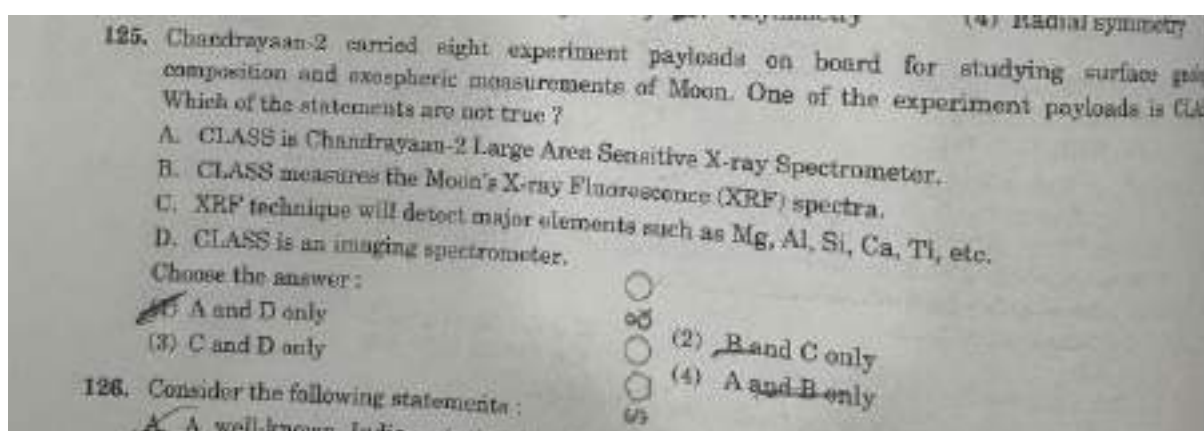 (4) Radial symmetry
125. Chandrayaan-2 carried eight experiment payloads on board for studying surface
composition and exospheric measurements of Moon. One of the experiment payloads is
Which of the statements are not true ?
A. CLASS is Chandrayaan-2 Large Area Sensitive X-ray Spectrometer.
B. CLASS measures the Moon's X-ray Fluorescence (XRF) spectra.
C. XRF technique will detect major elements such as Mg, Al, Si, Ca, Ti, etc.
D. CLASS is an imaging spectrometer.
Choose the answer :
A and D only
(2) B and C only
(3) C and D only
(4) A and B only
126. Consider the following statements :
A. A well-known